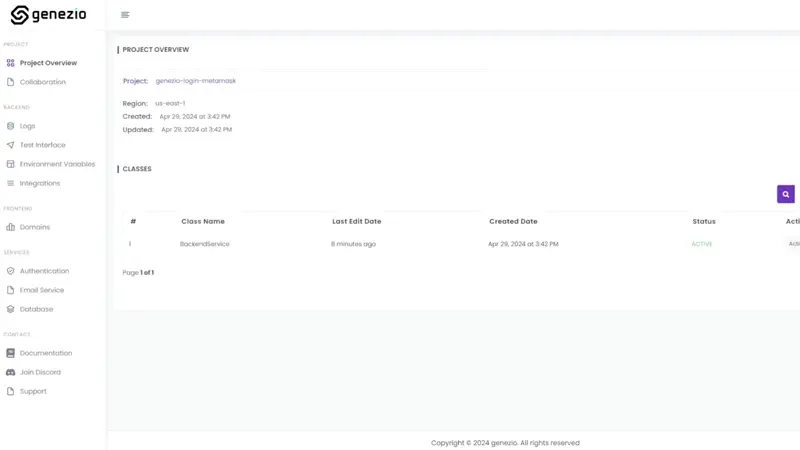 genezio
PROJECT
Project Overview
Collaboration
BACKEND
Logs
Test Interface
Environment Variables
Integrations
FRONTEND
Domains
SERVICES
Authentication
Email Service
Database
CONTACT
Documentation
Join Discord
Support
PROJECT OVERVIEW
Project: genezio-login-metamask
Region: us-east-1
Created: Apr 29, 2024 at 3:42 PM
Updated: Apr 29, 2024 at 3:42 PM
CLASSES
# Class Name Last Edit Date Created Date Status Acti
1 BackendService 8 minutes ago Apr 29, 2024 at 3:42 PM ACTIVE Acti
Page 1 of 1
Copyright © 2024 genezio. All rights reserved